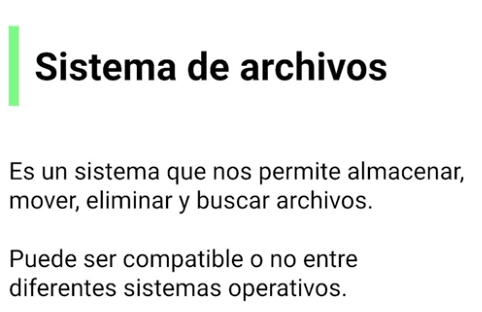 Sistema de archivos
Es un sistema que nos permite almacenar,
mover, eliminar y buscar archivos.
Puede ser compatible o no entre
diferentes sistemas operativos.